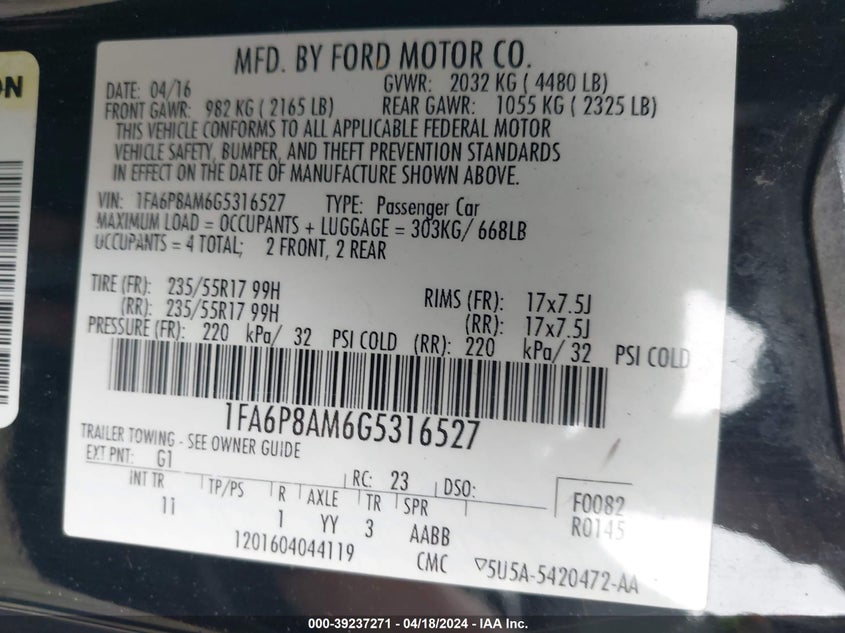 ON
MFD. BY FORD MOTOR CO.
DATE: 04/16 GVWR: 2032 KG ( 4480 LB)
FRONT GAWR: 982 KG ( 2165 LB) REAR GAWR: 1055 KG ( 2325 LB)
THIS VEHICLE CONFORMS TO ALL APPLICABLE FEDERAL MOTOR
VEHICLE SAFETY, BUMPER, AND THEFT PREVENTION STANDARDS
IN EFFECT ON THE DATE OF MANUFACTURE SHOWN ABOVE.
VIN: 1FA6P8AM6G5316527 TYPE: Passenger Car
MAXIMUM LOAD = OCCUPANTS + LUGGAGE = 303KG/ 668LB
OCCUPANTS = 4 TOTAL; 2 FRONT, 2 REAR
TIRE (FR): 235/55R17 99H RIMS (FR): 17x7.5J
(RR): 235/55R17 99H (RR): 17x7.5J
PRESSURE (FR): 220 kPa/ 32 PSI COLD (RR): 220 kPa/ 32 PSI COLD
1FA6P8AM6G5316527
TRAILER TOWING - SEE OWNER GUIDE
EXT PNT: G1 RC: 23 DSO:
INT TR TP/PS R AXLE TR SPR F0082
11 1 YY 3 AABB R0145
1201604044119 CMC ▽5U5A-5420472-AA
000-39237271 - 04/18/2024 - IAA Inc.